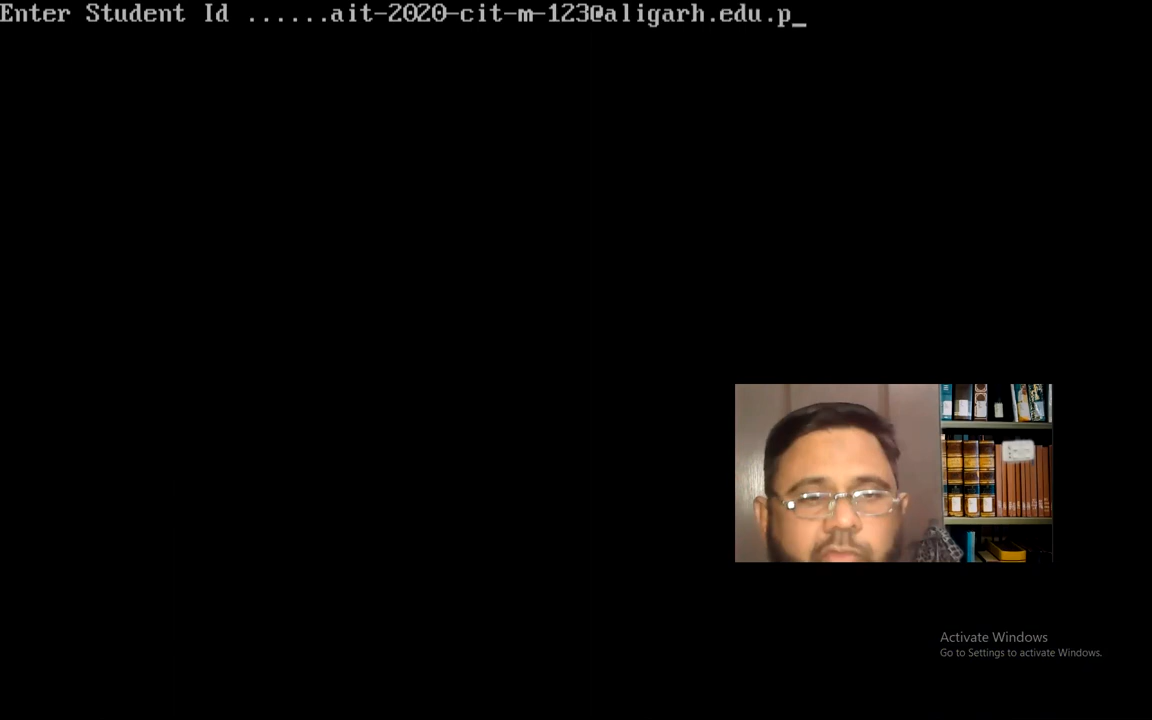 Enter Student Id ......ait-2020-cit-m-123@aligarh.edu.p_
Activate Windows
Go to Settings to activate Windows.